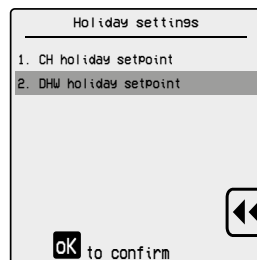 Holiday settings
1. CH holiday setpoint
2. DHW holiday setpoint
oK to confirm